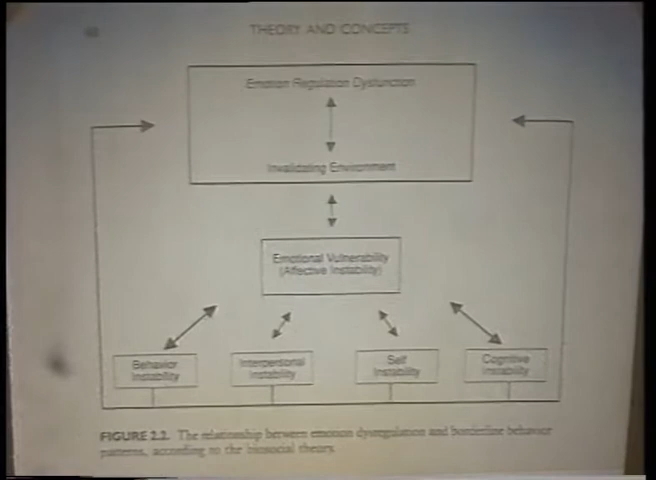 THEORY AND CONCEPTS
Emotion Regulation Dysfunction
Invalidating Environment
Emotional Vulnerability
(Affective Instability)
Behavior
Instability
Interpersonal
Instability
Self
Instability
Cognitive
Instability
FIGURE 2.2. The relationship between emotion dysregulation and borderline behavior
patterns, according to the biosocial theory.